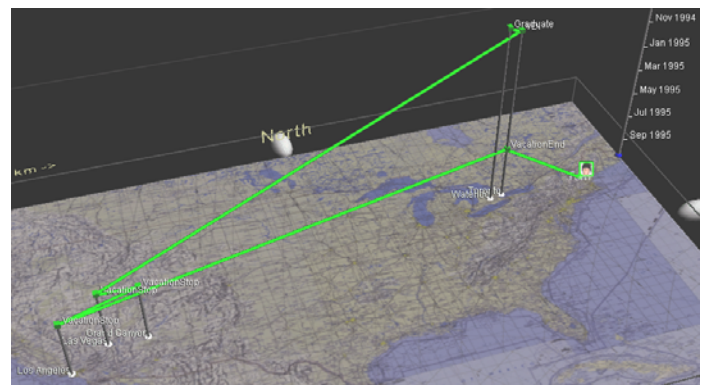 Graduate
Nov 1994
Jan 1995
Mar 1995
May 1995
Jul 1995
Sep 1995
North
km ->
VacationEnd
Waterloo
Toronto
VacationStop
VacationStop
VacationStop
Grand Canyon
Las Vegas
Los Angeles